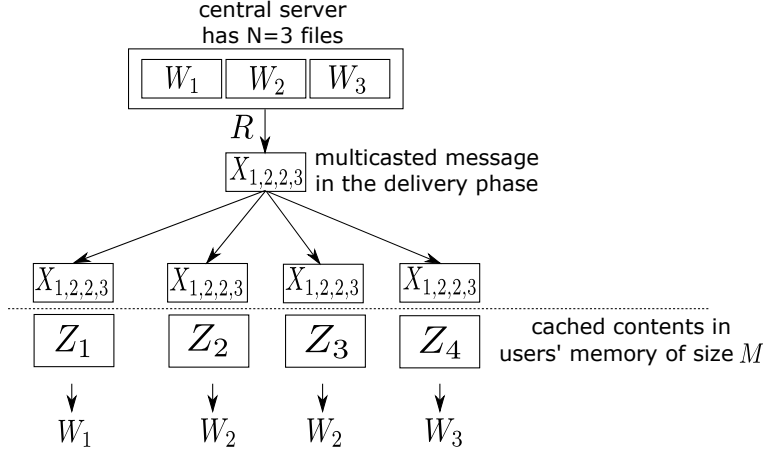 central server
has N=3 files
W₁ W₂ W₃
R
X₁,₂,₂,₃
multicasted message
in the delivery phase
X₁,₂,₂,₃ X₁,₂,₂,₃ X₁,₂,₂,₃ X₁,₂,₂,₃
Z₁ Z₂ Z₃ Z₄
cached contents in
users' memory of size M
W₁ W₂ W₂ W₃